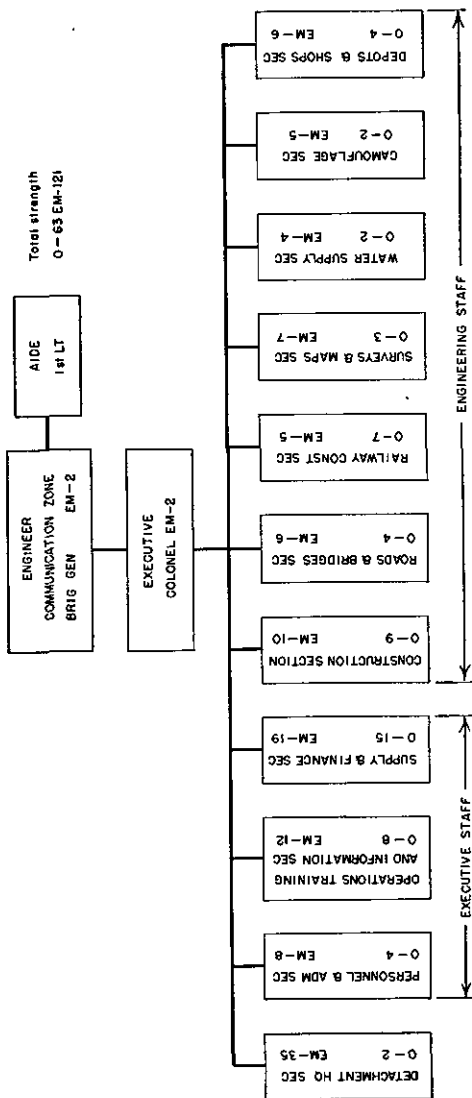 Total strength
O-63 EM-121
AIDE
1st LT
ENGINEER
COMMUNICATION ZONE
BRIG GEN EM-2
EXECUTIVE
COLONEL EM-2
DETACHMENT HQ SEC
O-2 EM-35
PERSONNEL & ADM SEC
O-4 EM-8
OPERATIONS TRAINING
AND INFORMATION SEC
O-8 EM-12
SUPPLY & FINANCE SEC
O-15 EM-19
CONSTRUCTION SECTION
O-9 EM-10
ROADS & BRIDGES SEC
O-4 EM-6
RAILWAY CONST SEC
O-7 EM-5
SURVEYS & MAPS SEC
O-3 EM-7
WATER SUPPLY SEC
O-2 EM-4
CAMOUFLAGE SEC
O-2 EM-5
DEPOTS & SHOPS SEC
O-4 EM-6
EXECUTIVE STAFF
ENGINEERING STAFF